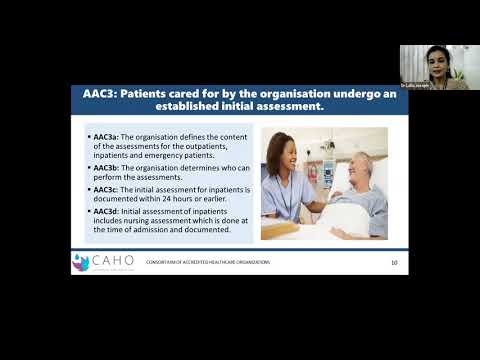 AAC3: Patients cared for by the organisation undergo an
established initial assessment.
• AAC3a: The organisation defines the content
of the assessments for the outpatients,
inpatients and emergency patients.
• AAC3b: The organisation determines who can
perform the assessments.
• AAC3c: The initial assessment for inpatients is
documented within 24 hours or earlier.
• AAC3d: Initial assessment of inpatients
includes nursing assessment which is done at
the time of admission and documented.
CAHO
CONSORTIUM OF ACCREDITED HEALTHCARE ORGANIZATIONS
10
Dr Lallu Joseph